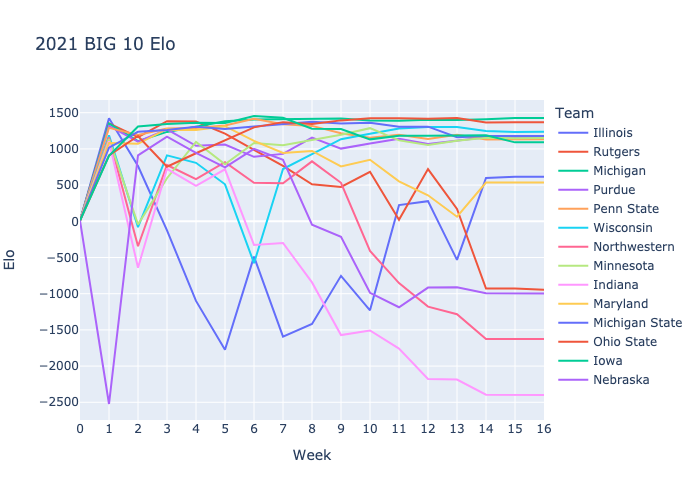 2021 BIG 10 Elo
1500
1000
500
0
−500
−1000
−1500
−2000
−2500
Elo
0 1 2 3 4 5 6 7 8 9 10 11 12 13 14 15 16
Week
Team
Illinois
Rutgers
Michigan
Purdue
Penn State
Wisconsin
Northwestern
Minnesota
Indiana
Maryland
Michigan State
Ohio State
Iowa
Nebraska